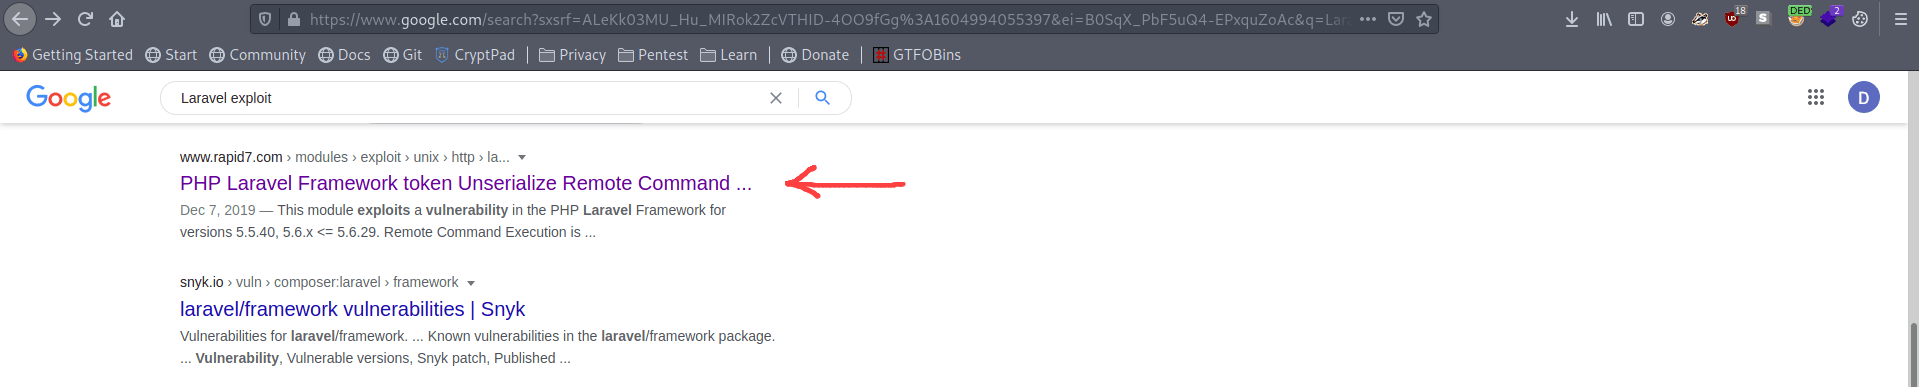 https://www.google.com/search?sxsrf=ALeKk03MU_Hu_MIRok2ZcVTHID-4OO9fGg%3A1604994055397&ei=B0SqX_PbF5uQ4-EPxquZoAc&q=Lar
18
DED
2
Getting Started Start Community Docs Git CryptPad Privacy Pentest Learn Donate GTFOBins
Google
Laravel exploit
D
www.rapid7.com › modules › exploit › unix › http › la...
PHP Laravel Framework token Unserialize Remote Command ...
Dec 7, 2019 — This module exploits a vulnerability in the PHP Laravel Framework for
versions 5.5.40, 5.6.x <= 5.6.29. Remote Command Execution is ...
snyk.io › vuln › composer:laravel › framework
laravel/framework vulnerabilities | Snyk
Vulnerabilities for laravel/framework. ... Known vulnerabilities in the laravel/framework package.
... Vulnerability, Vulnerable versions, Snyk patch, Published ...